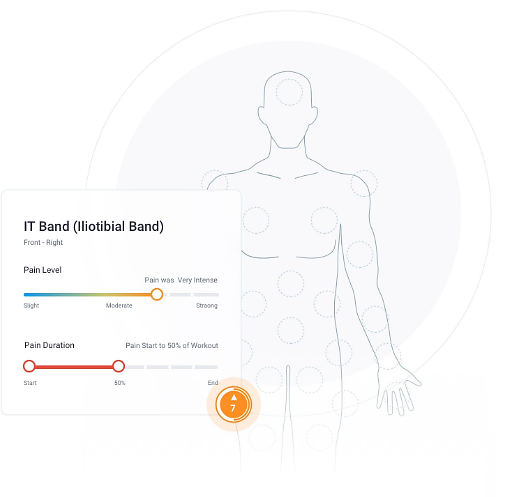 IT Band (Iliotibial Band)
Front - Right
Pain Level
Pain was Very Intense
Slight Moderate Straong
Pain Duration Pain Start to 50% of Workout
Start 50% End
7